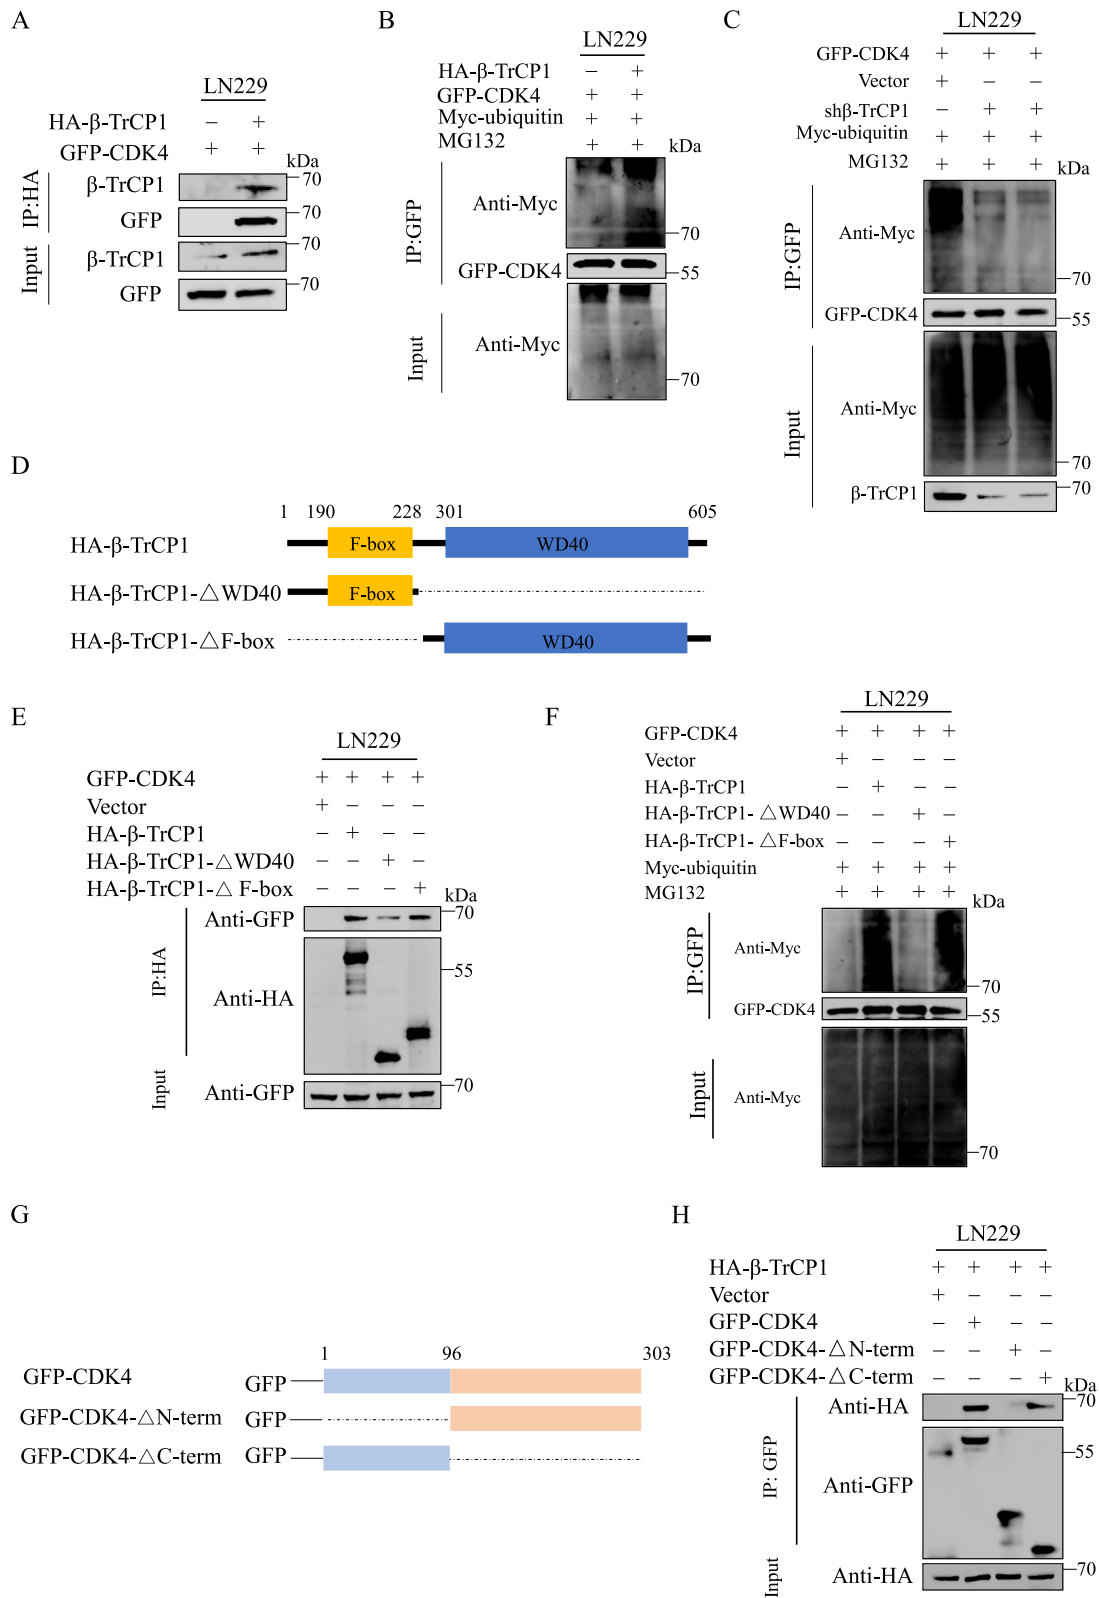 A
LN229
HA-β-TrCP1 − +
GFP-CDK4 + +
kDa
IP:HA
β-TrCP1 70
GFP 70
Input
β-TrCP1 70
GFP 70
B
LN229
HA-β-TrCP1 − +
GFP-CDK4 + +
Myc-ubiquitin + +
MG132 + + kDa
IP:GFP
Anti-Myc
70
GFP-CDK4 55
Input
Anti-Myc
70
C
LN229
GFP-CDK4 + + +
Vector + − −
shβ-TrCP1 − + +
Myc-ubiquitin + + +
MG132 + + + kDa
IP:GFP
Anti-Myc
70
GFP-CDK4 55
Input
Anti-Myc
70
β-TrCP1 70
D
1 190 228 301 605
HA-β-TrCP1 F-box WD40
HA-β-TrCP1-△WD40 F-box
HA-β-TrCP1-△F-box WD40
E
LN229
GFP-CDK4 + + + +
Vector + − − −
HA-β-TrCP1 − + − −
HA-β-TrCP1-△WD40 − − + −
HA-β-TrCP1-△ F-box − − − +
kDa
IP:HA
Anti-GFP 70
55
Anti-HA
Input
Anti-GFP 70
F
LN229
GFP-CDK4 + + + +
Vector + − − −
HA-β-TrCP1 − + − −
HA-β-TrCP1- △WD40 − − + −
HA-β-TrCP1- △F-box − − − +
Myc-ubiquitin + + + +
MG132 + + + + kDa
IP:GFP
Anti-Myc
70
GFP-CDK4 55
Input
Anti-Myc
70
G
1 96 303
GFP-CDK4 GFP
GFP-CDK4-△N-term GFP
GFP-CDK4-△C-term GFP
H
LN229
HA-β-TrCP1 + + + +
Vector + − − −
GFP-CDK4 − + − −
GFP-CDK4-△N-term − − + −
GFP-CDK4-△C-term − − − +
kDa
IP: GFP
Anti-HA 70
55
Anti-GFP
Input
Anti-HA 70